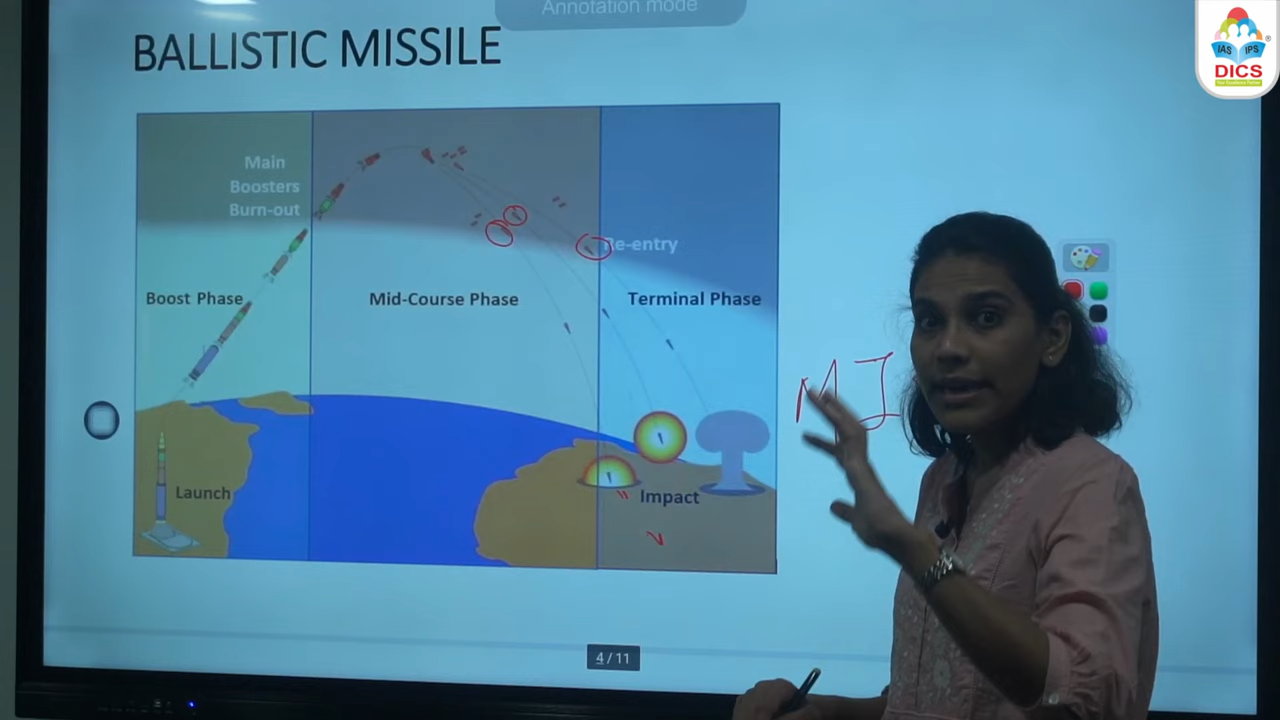 Annotation mode
BALLISTIC MISSILE
IAS IPS
DICS
Main
Boosters
Burn-out
Re-entry
Boost Phase
Mid-Course Phase
Terminal Phase
Launch
Impact
4 / 11